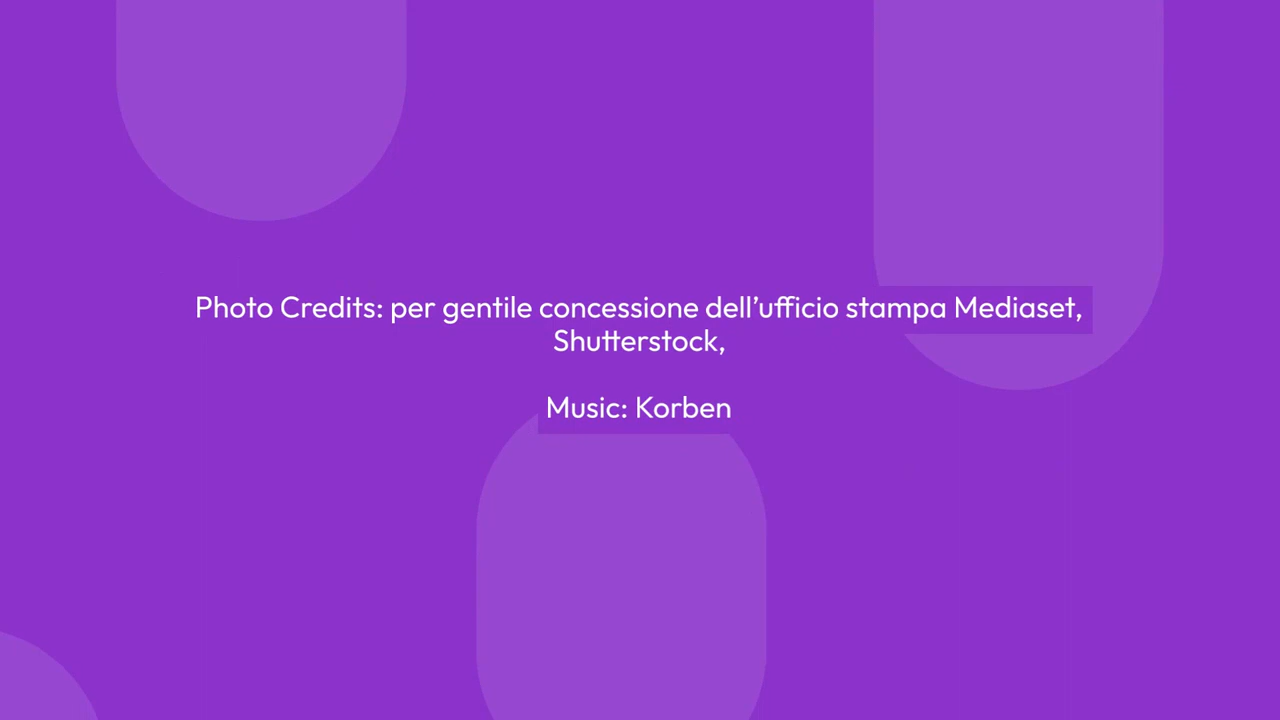 Photo Credits: per gentile concessione dell’ufficio stampa Mediaset,
Shutterstock,
Music: Korben